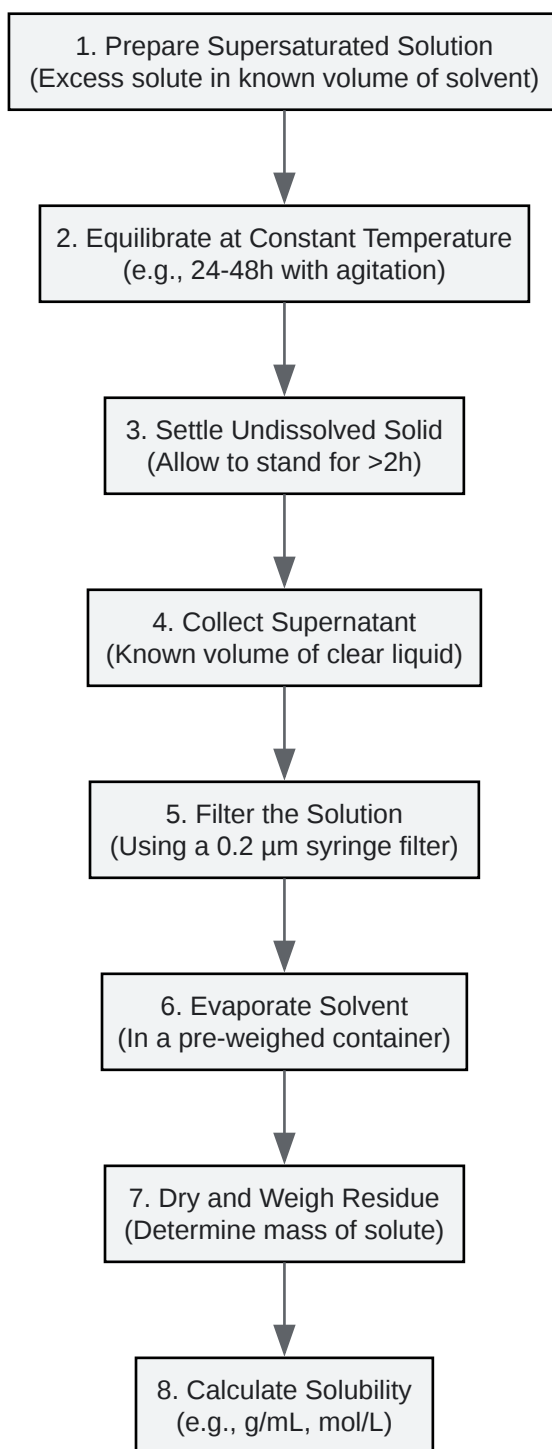 1. Prepare Supersaturated Solution
(Excess solute in known volume of solvent)
2. Equilibrate at Constant Temperature
(e.g., 24-48h with agitation)
3. Settle Undissolved Solid
(Allow to stand for >2h)
4. Collect Supernatant
(Known volume of clear liquid)
5. Filter the Solution
(Using a 0.2 µm syringe filter)
6. Evaporate Solvent
(In a pre-weighed container)
7. Dry and Weigh Residue
(Determine mass of solute)
8. Calculate Solubility
(e.g., g/mL, mol/L)